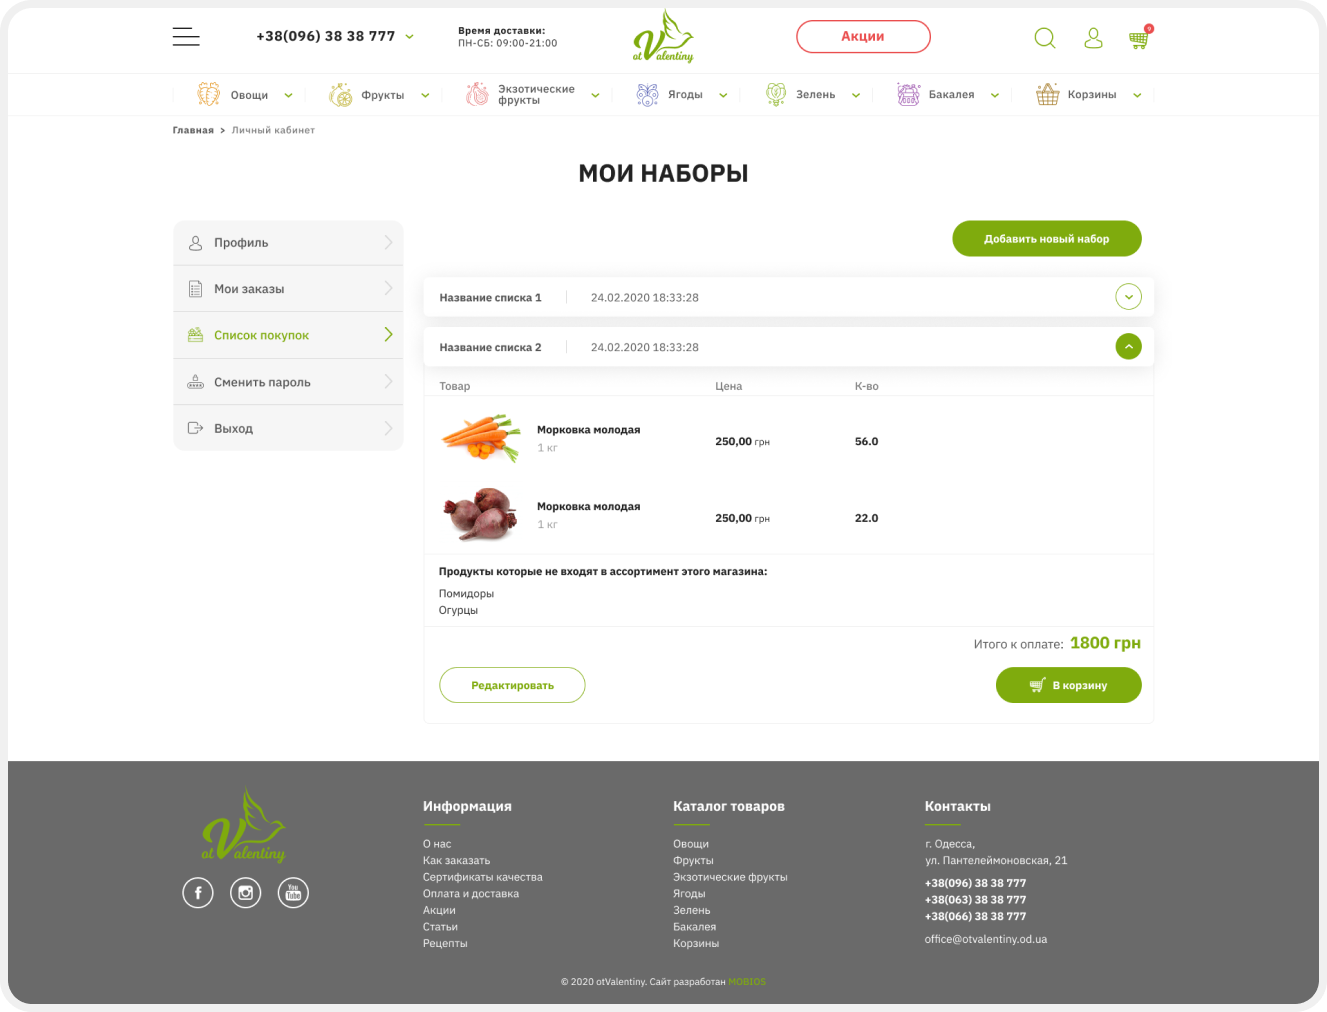 +38(096) 38 38 777
Время доставки:
ПН-СБ: 09:00-21:00
otValentiny
Акции
9
Овощи
Фрукты
Экзотические
фрукты
Ягоды
Зелень
Бакалея
Корзины
Главная > Личный кабинет
МОИ НАБОРЫ
Профиль
Мои заказы
Список покупок
Сменить пароль
Выход
Добавить новый набор
Название списка 1 24.02.2020 18:33:28
Название списка 2 24.02.2020 18:33:28
Товар Цена К-во
Морковка молодая
1 кг
250,00 грн 56.0
Морковка молодая
1 кг
250,00 грн 22.0
Продукты которые не входят в ассортимент этого магазина:
Помидоры
Огурцы
Итого к оплате: 1800 грн
Редактировать
В корзину
otValentiny
f
You
Tube
Информация
О нас
Как заказать
Сертификаты качества
Оплата и доставка
Акции
Статьи
Рецепты
Каталог товаров
Овощи
Фрукты
Экзотические фрукты
Ягоды
Зелень
Бакалея
Корзины
Контакты
г. Одесса,
ул. Пантелеймоновская, 21
+38(096) 38 38 777
+38(063) 38 38 777
+38(066) 38 38 777
office@otvalentiny.od.ua
© 2020 otValentiny. Сайт разработан MOBIOS